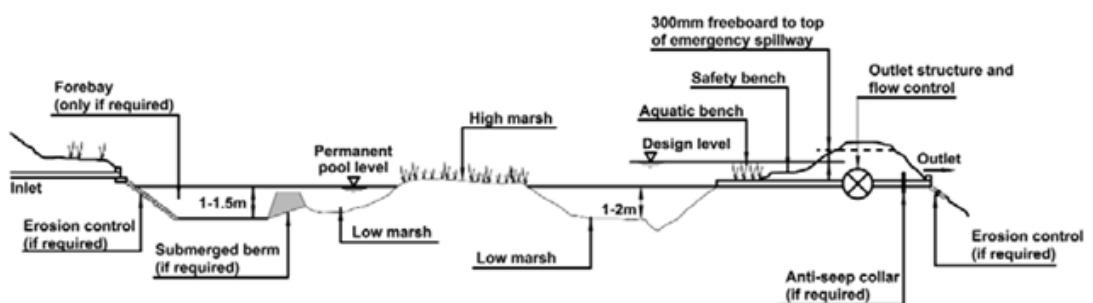 300mm freeboard to top
of emergency spillway
Outlet structure and
flow control
Safety bench
Forebay
(only if required)
Aquatic bench
High marsh
Design level
Permanent
pool level
Outlet
Inlet
1-1.5m
1-2m
Erosion control
(if required)
Submerged berm
(if required)
Low marsh
Low marsh
Erosion control
(if required)
Anti-seep collar
(if required)